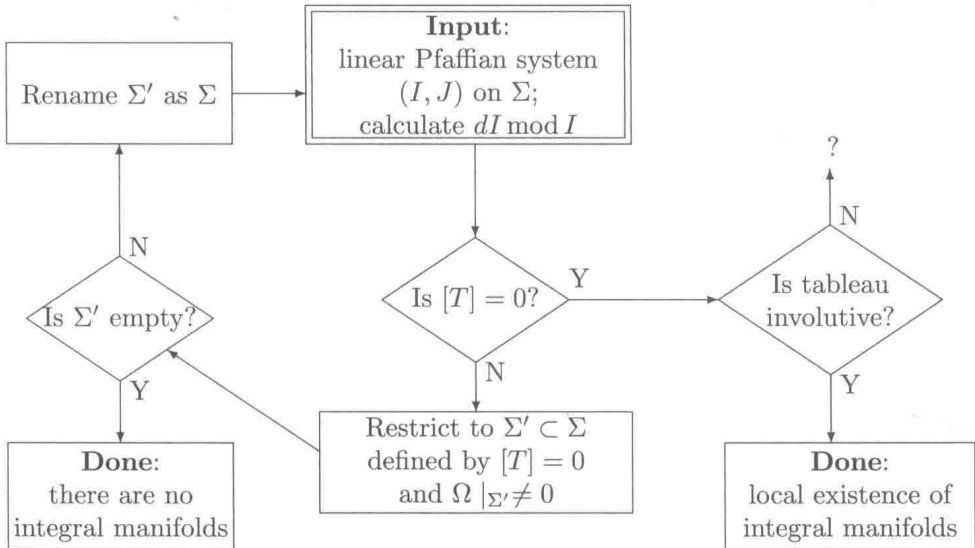 Input:
linear Pfaffian system
(I, J) on Σ;
calculate dI mod I
Rename Σ′ as Σ
?
N
N
Is [T] = 0?
Y
Is tableau
involutive?
Is Σ′ empty?
N
Y
Y
Restrict to Σ′ ⊂ Σ
defined by [T] = 0
and Ω |Σ′ ≠ 0
Done:
there are no
integral manifolds
Done:
local existence of
integral manifolds